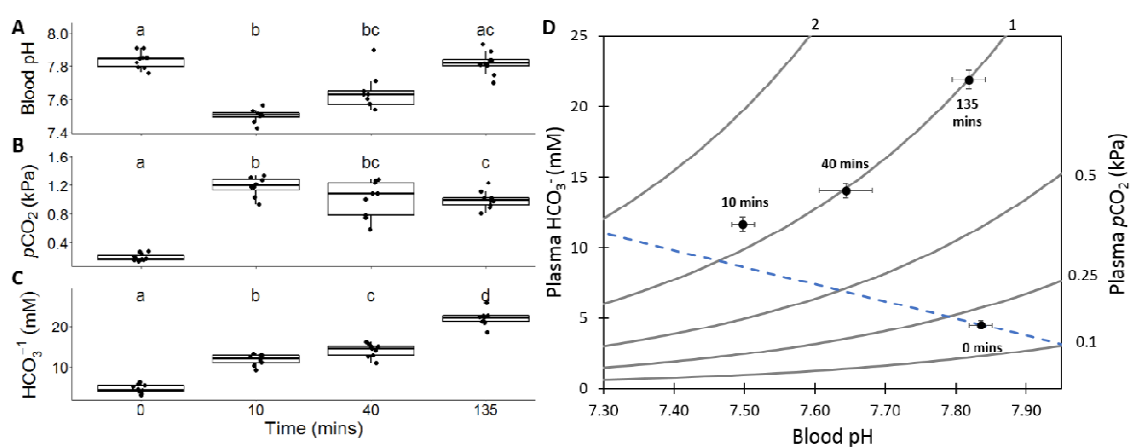 A
Blood pH
8.0
7.8
7.6
7.4
a
b
bc
ac
B
pCO2 (kPa)
1.6
1.2
0.8
0.4
a
b
bc
c
C
HCO3⁻¹ (mM)
20
10
a
b
c
d
0
10
40
135
Time (mins)
D
2
1
Plasma HCO3⁻ (mM)
25
20
15
10
5
0
135
mins
40 mins
10 mins
0 mins
0.5
0.25
0.1
Plasma pCO2 (kPa)
7.30
7.40
7.50
7.60
7.70
7.80
7.90
Blood pH